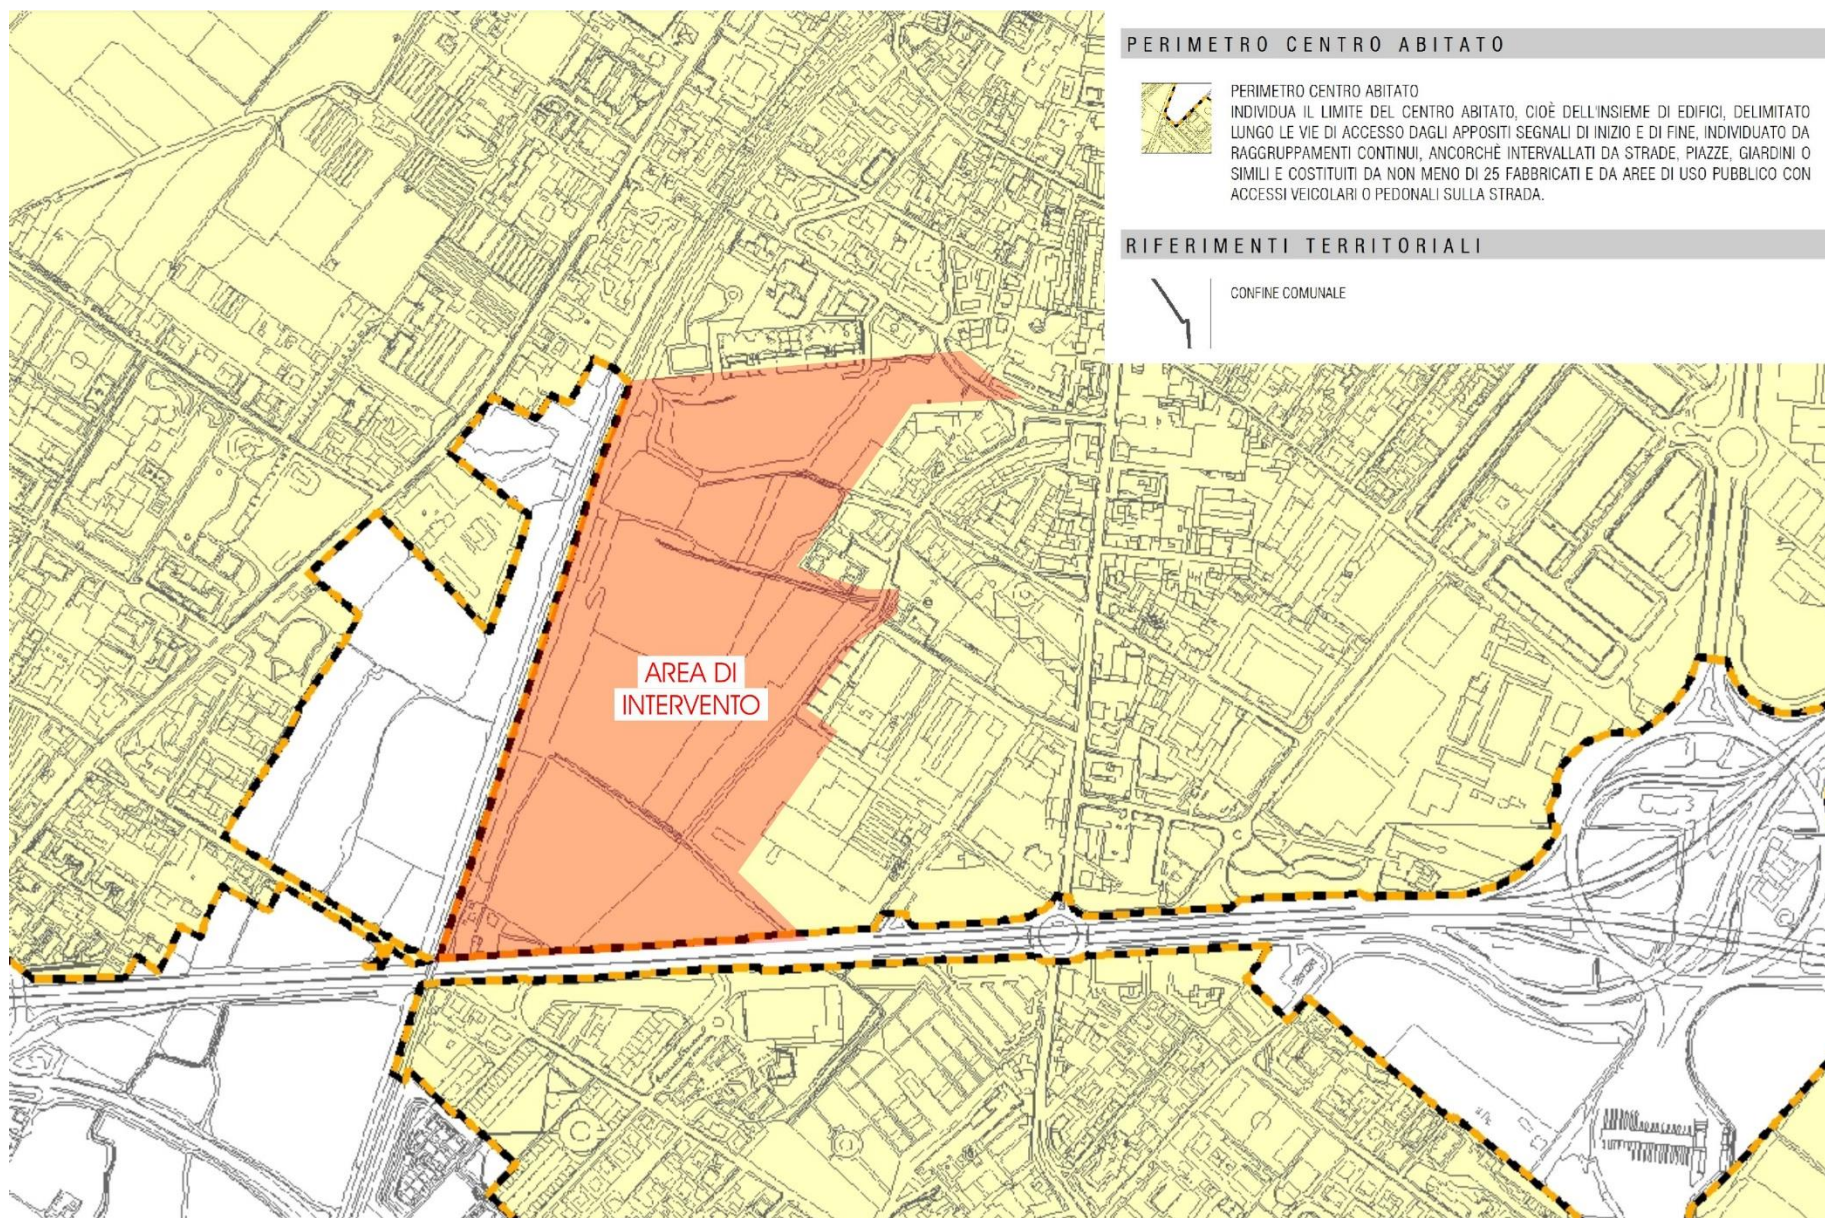 PERIMETRO CENTRO ABITATO
PERIMETRO CENTRO ABITATO
INDIVIDUA IL LIMITE DEL CENTRO ABITATO, CIOÈ DELL'INSIEME DI EDIFICI, DELIMITATO
LUNGO LE VIE DI ACCESSO DAGLI APPOSITI SEGNALI DI INIZIO E DI FINE, INDIVIDUATO DA
RAGGRUPPAMENTI CONTINUI, ANCORCHÈ INTERVALLATI DA STRADE, PIAZZE, GIARDINI O
SIMILI E COSTITUITI DA NON MENO DI 25 FABBRICATI E DA AREE DI USO PUBBLICO CON
ACCESSI VEICOLARI O PEDONALI SULLA STRADA.
RIFERIMENTI TERRITORIALI
CONFINE COMUNALE
AREA DI
INTERVENTO